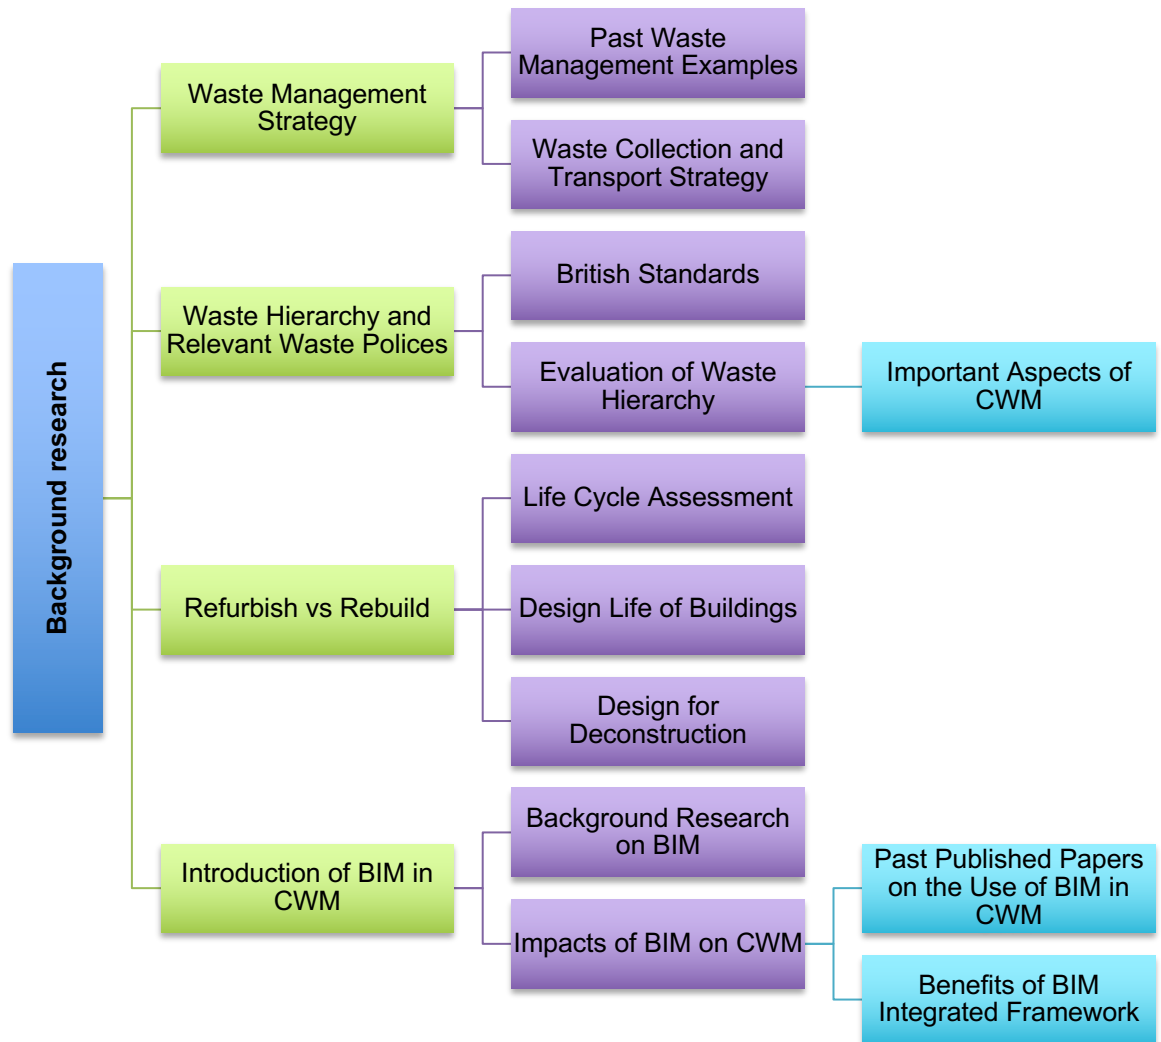 Background research
Waste Management
Strategy
Past Waste
Management Examples
Waste Collection and
Transport Strategy
Waste Hierarchy and
Relevant Waste Polices
British Standards
Evaluation of Waste
Hierarchy
Important Aspects of
CWM
Refurbish vs Rebuild
Life Cycle Assessment
Design Life of Buildings
Design for
Deconstruction
Introduction of BIM in
CWM
Background Research
on BIM
Impacts of BIM on CWM
Past Published Papers
on the Use of BIM in
CWM
Benefits of BIM
Integrated Framework